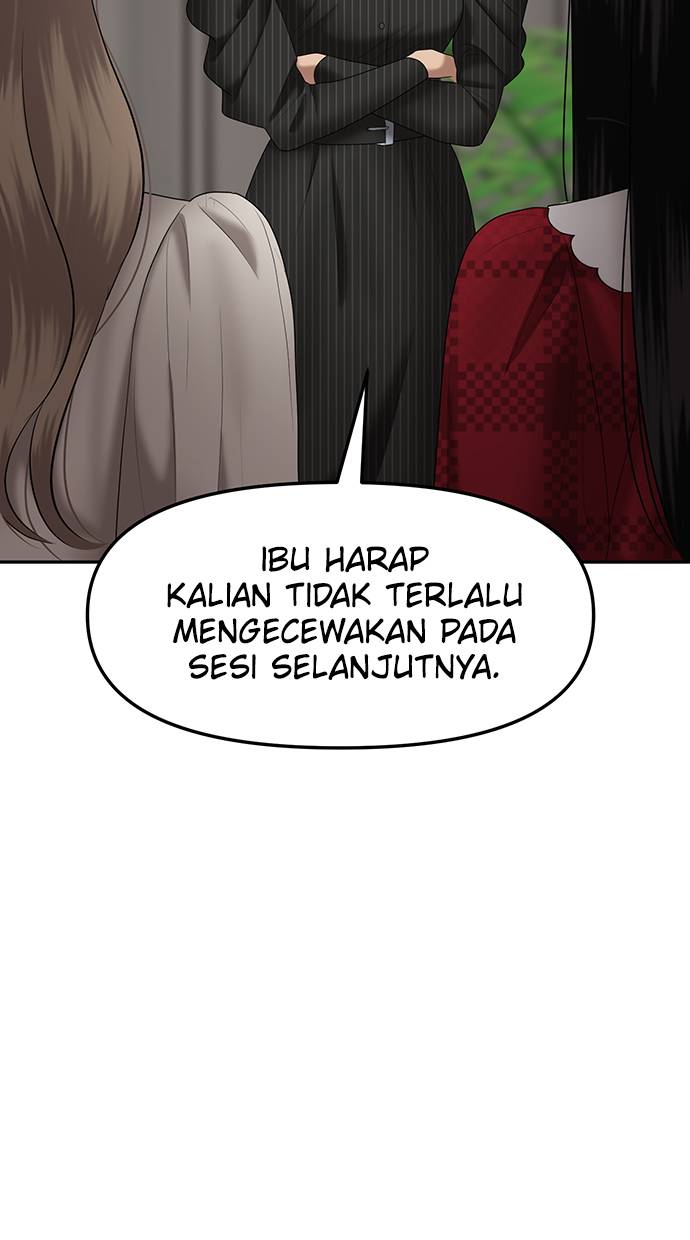 IBU HARAP
KALIAN TIDAK TERLALU
MENGECEWAKAN PADA
SESI SELANJUTNYA.